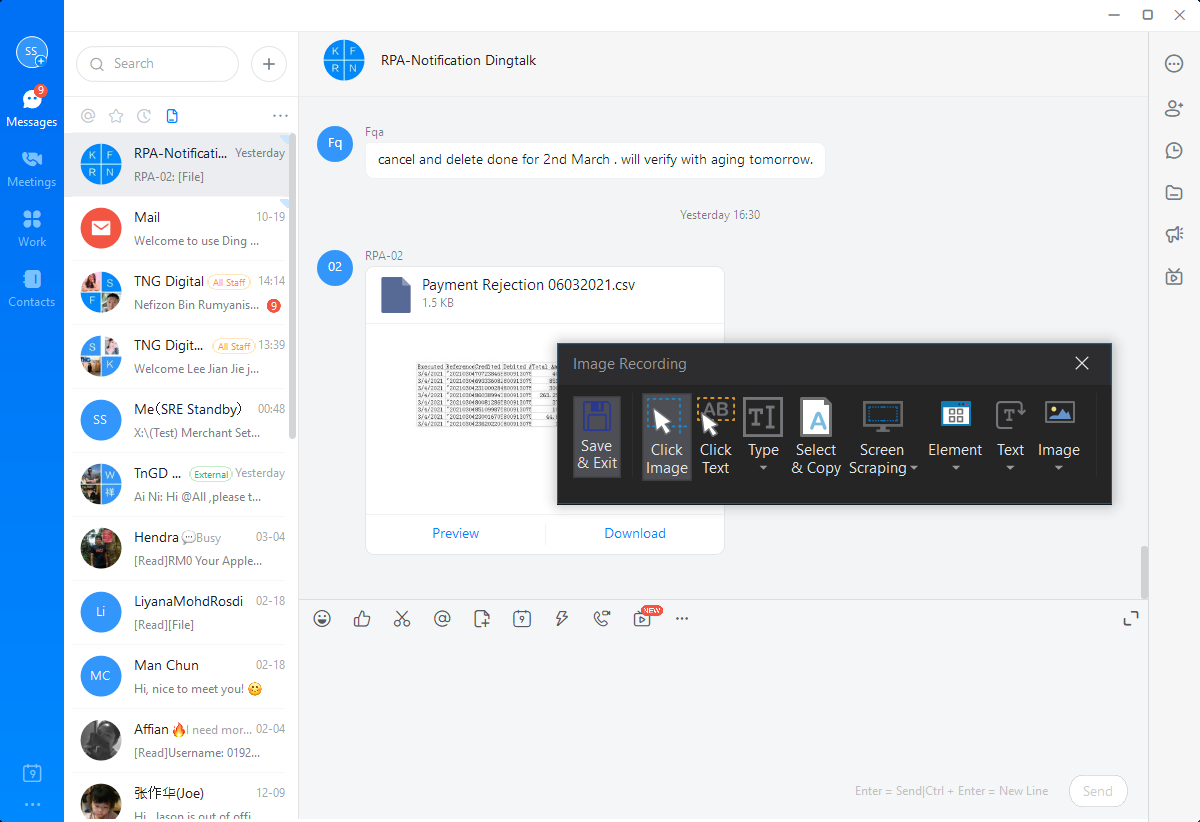 SS
9
Messages
Meetings
Work
Contacts
9
Search
RPA-Notificati... Yesterday
RPA-02: [File]
Mail 10-19
Welcome to use Ding ...
TNG Digital All Staff 14:14
Nefizon Bin Rumyanis... 9
TNG Digit... All Staff 13:39
Welcome Lee Jian Jie j...
SS
Me(SRE Standby) 00:48
X:\(Test) Merchant Set...
TnGD ... External Yesterday
Ai Ni: Hi @All ,please t...
Hendra Busy 03-04
[Read]RM0 Your Apple...
Li
LiyanaMohdRosdi 02-18
[Read][File]
MC
Man Chun 02-18
Hi, nice to meet you! 😋
Affian 🔥I need mor... 02-04
[Read]Username: 0192...
张作华(Joe) 12-09
Hi, Jason is out of offi
K F
R N
RPA-Notification Dingtalk
Fq
Fqa
cancel and delete done for 2nd March . will verify with aging tomorrow.
Yesterday 16:30
02
RPA-02
Payment Rejection 06032021.csv
1.5 KB
Preview Download
Image Recording
Save & Exit
Click Image
AB
Click Text
Type
A
Select & Copy
Screen Scraping
Element
Text
Image
9
NEW
Enter = Send|Ctrl + Enter = New Line
Send